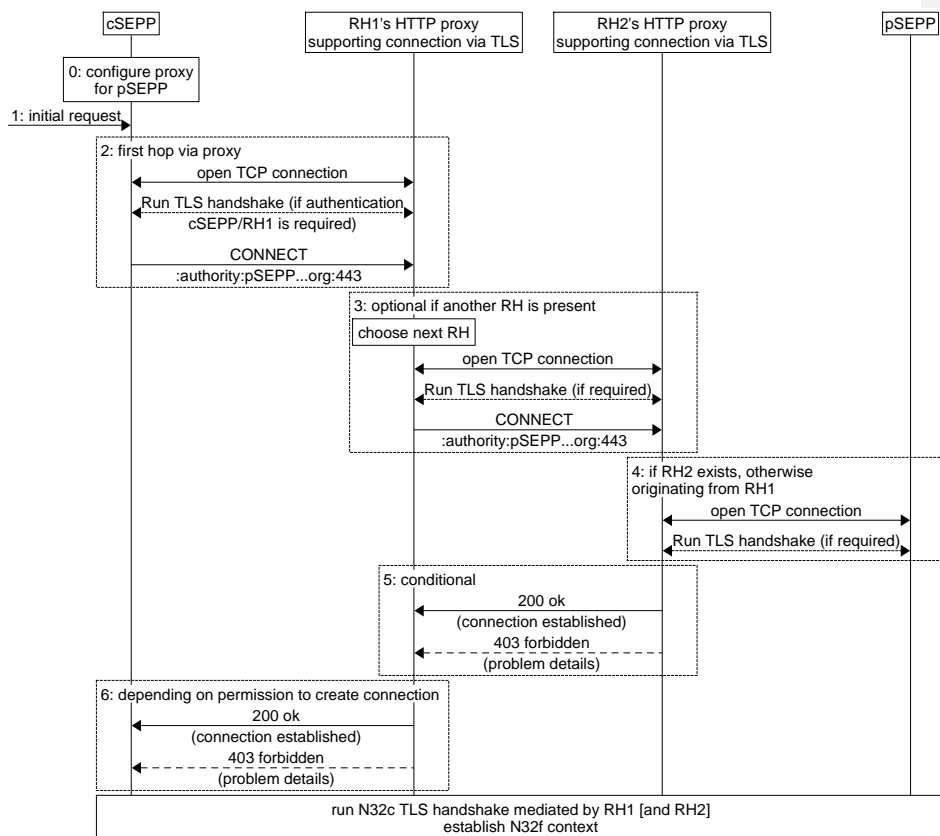 cSEPP
RH1's HTTP proxy
supporting connection via TLS
RH2's HTTP proxy
supporting connection via TLS
pSEPP
0: configure proxy
for pSEPP
1: initial request
2: first hop via proxy
open TCP connection
Run TLS handshake (if authentication
cSEPP/RH1 is required)
CONNECT
:authority:pSEPP...org:443
3: optional if another RH is present
choose next RH
open TCP connection
Run TLS handshake (if required)
CONNECT
:authority:pSEPP...org:443
4: if RH2 exists, otherwise
originating from RH1
open TCP connection
Run TLS handshake (if required)
5: conditional
200 ok
(connection established)
403 forbidden
(problem details)
6: depending on permission to create connection
200 ok
(connection established)
403 forbidden
(problem details)
run N32c TLS handshake mediated by RH1 [and RH2]
establish N32f context